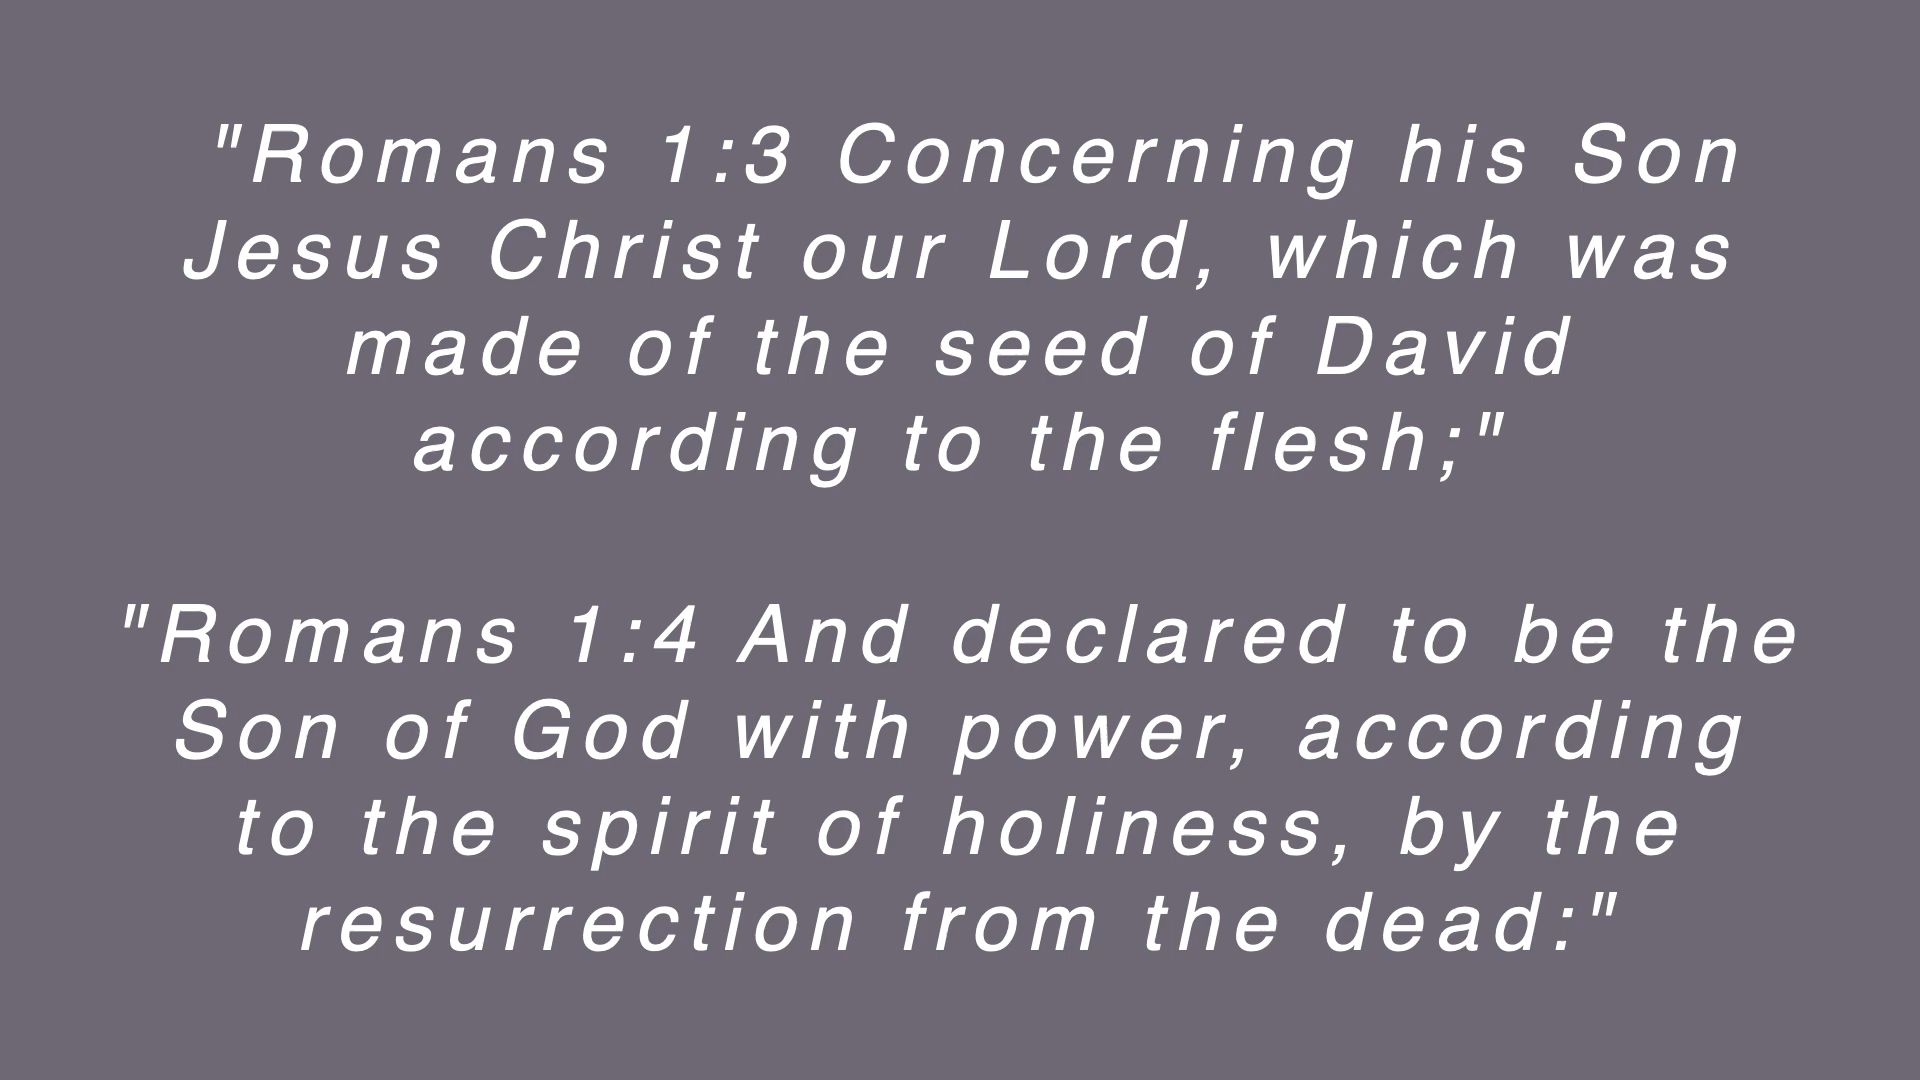 "Romans 1:3 Concerning his Son
Jesus Christ our Lord, which was
made of the seed of David
according to the flesh;"
"Romans 1:4 And declared to be the
Son of God with power, according
to the spirit of holiness, by the
resurrection from the dead:"